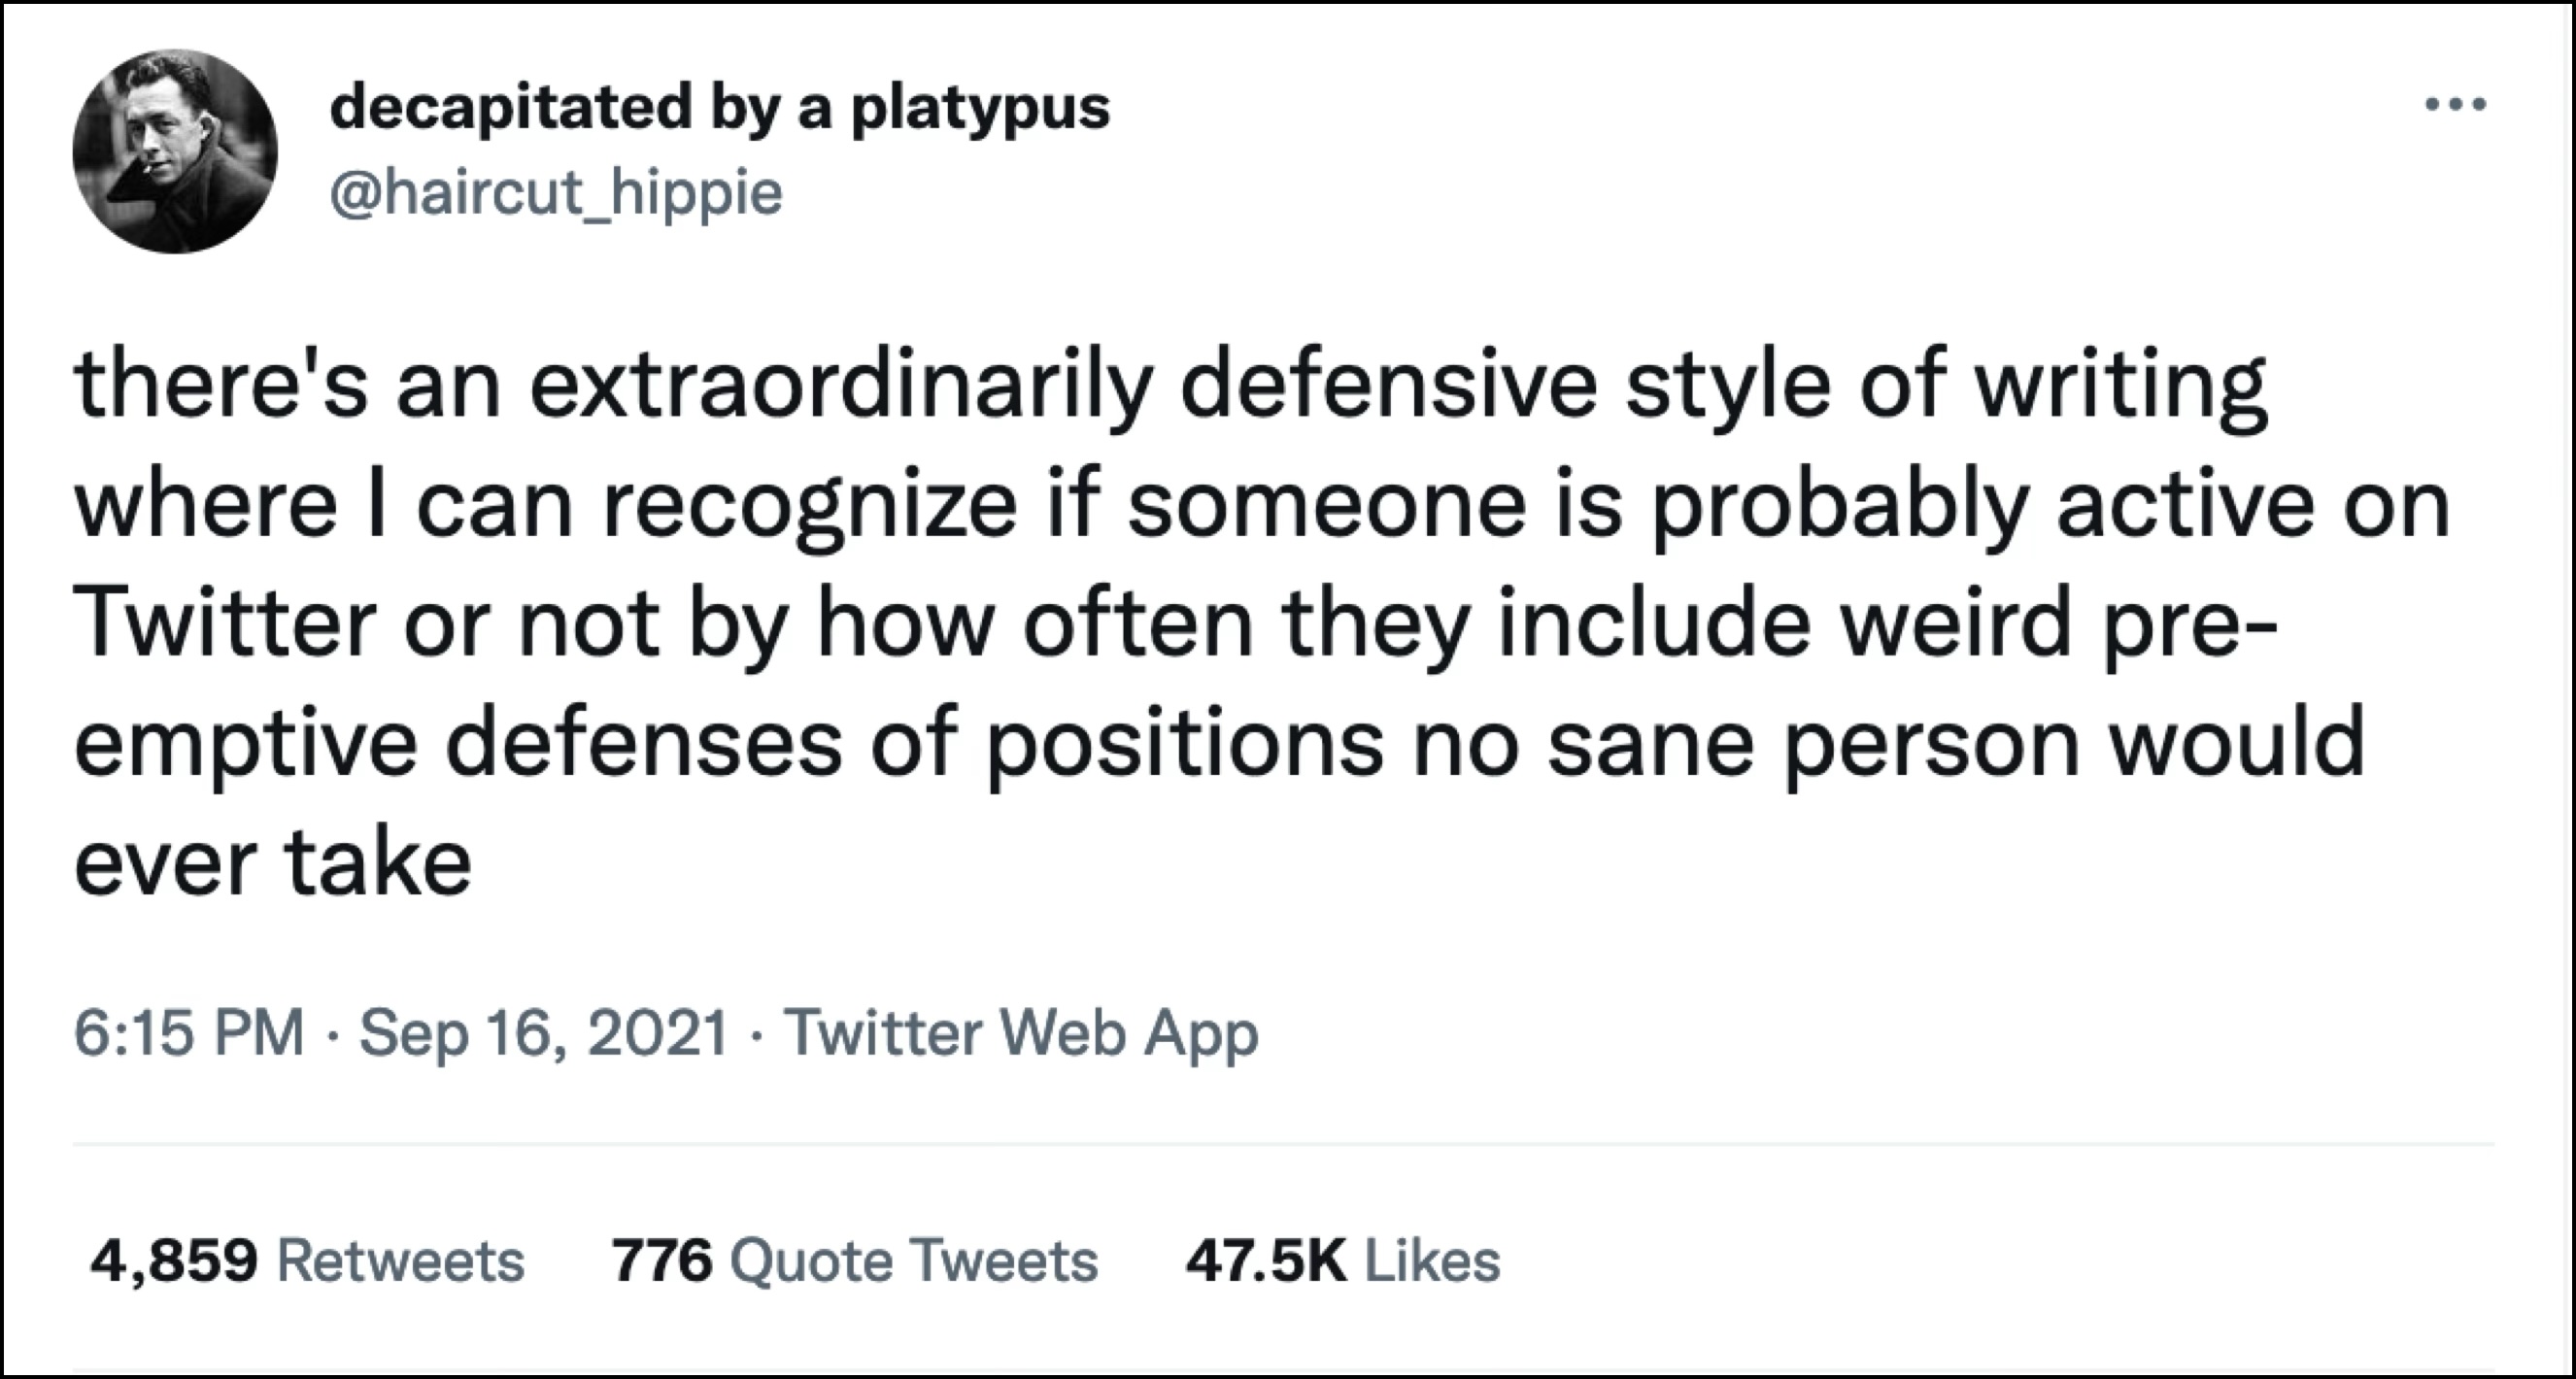 decapitated by a platypus
@haircut_hippie
there's an extraordinarily defensive style of writing
where I can recognize if someone is probably active on
Twitter or not by how often they include weird pre-
emptive defenses of positions no sane person would
ever take
6:15 PM · Sep 16, 2021 · Twitter Web App
4,859 Retweets 776 Quote Tweets 47.5K Likes